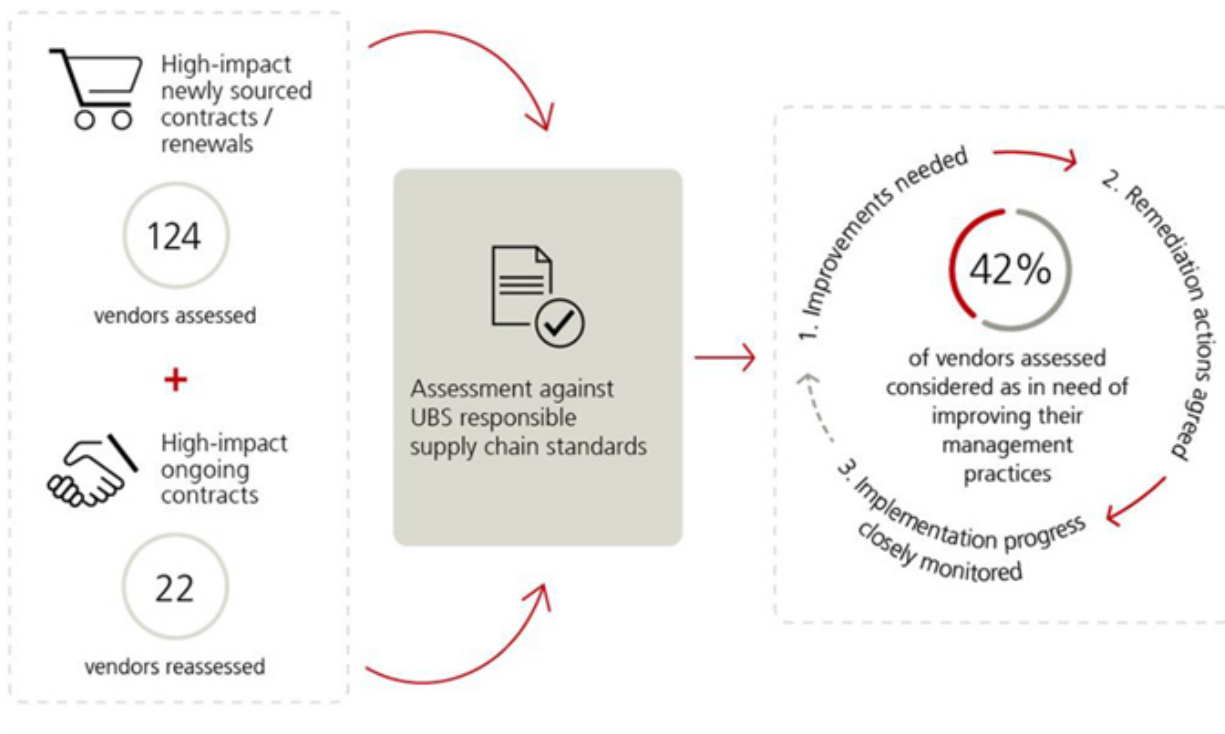 High-impact
newly sourced
contracts /
renewals
124
vendors assessed
+
High-impact
ongoing
contracts
22
vendors reassessed
Assessment against
UBS responsible
supply chain standards
1. Improvements needed
2. Remediation actions agreed
3. Implementation progress
closely monitored
42%
of vendors assessed
considered as in need of
improving their
management
practices